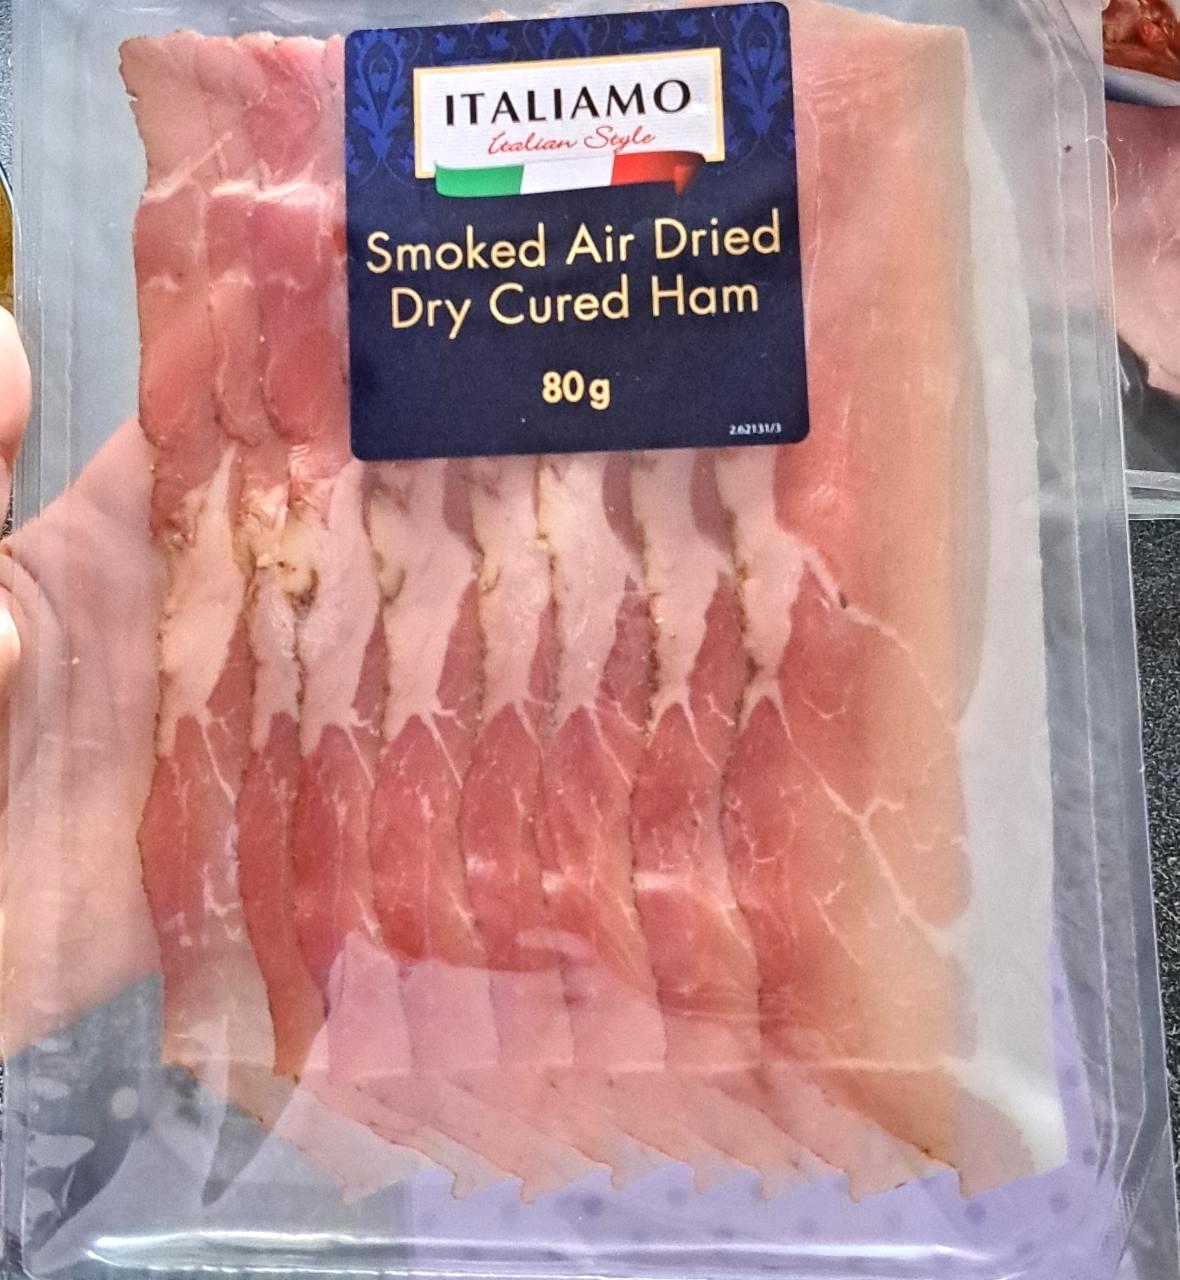 ITALIAMO
Italian Style
Smoked Air Dried
Dry Cured Ham
80g
262131/3